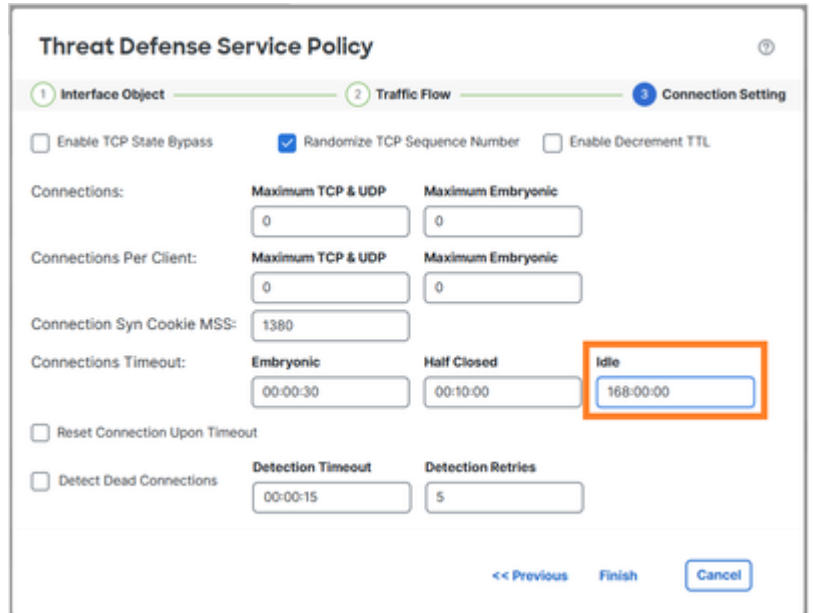 Threat Defense Service Policy
1 Interface Object 2 Traffic Flow 3 Connection Setting
Enable TCP State Bypass Randomize TCP Sequence Number Enable Decrement TTL
Connections: Maximum TCP & UDP Maximum Embryonic
0 0
Connections Per Client: Maximum TCP & UDP Maximum Embryonic
0 0
Connection Syn Cookie MSS: 1380
Connections Timeout: Embryonic Half Closed Idle
00:00:30 00:10:00 168:00:00
Reset Connection Upon Timeout
Detect Dead Connections Detection Timeout Detection Retries
00:00:15 5
<< Previous Finish Cancel